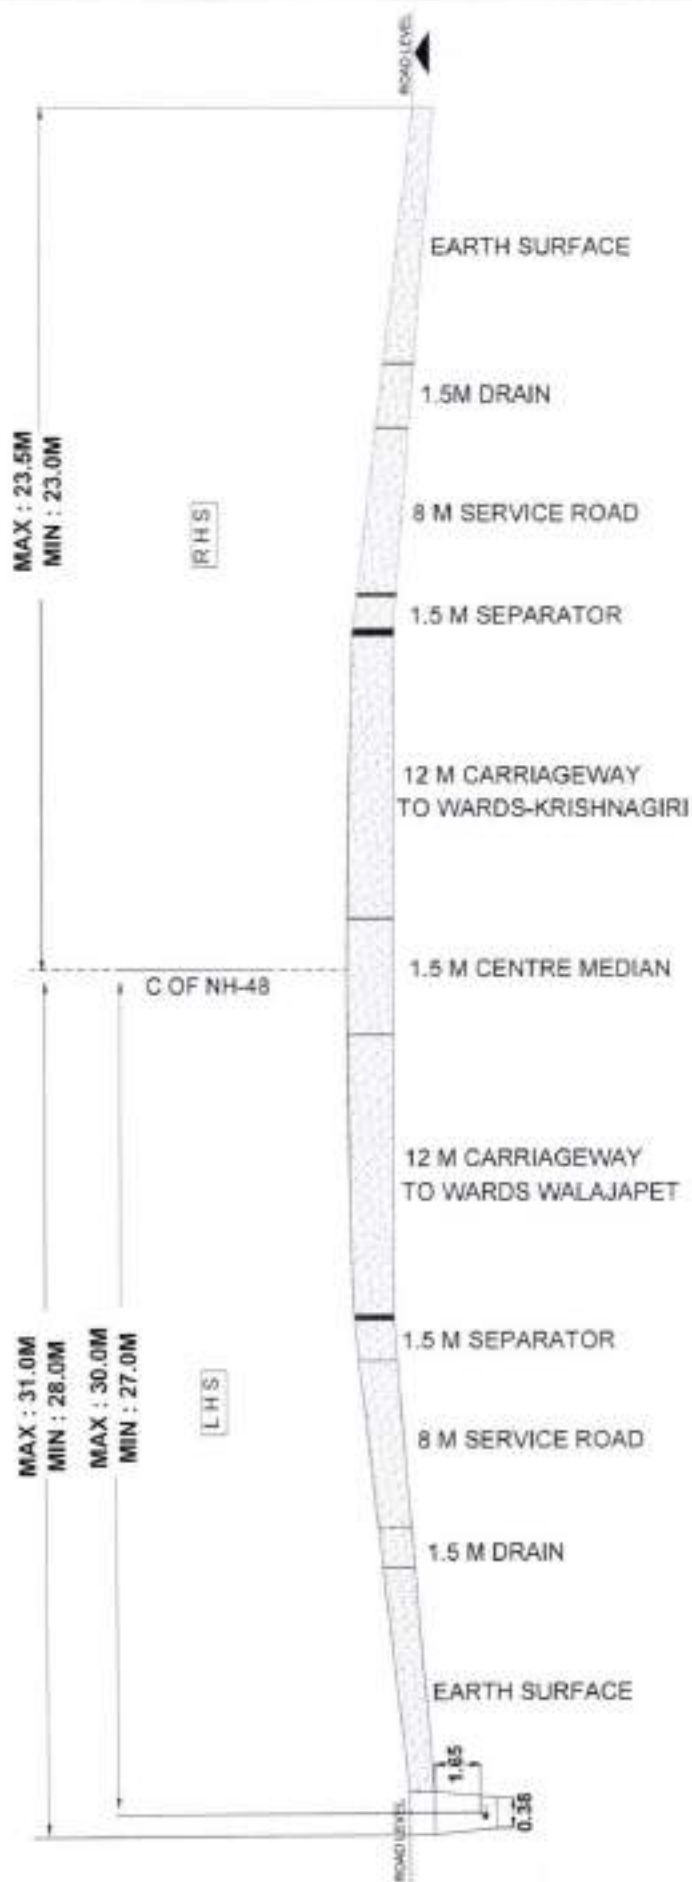 ROAD LEVEL
EARTH SURFACE
1.5M DRAIN
MAX : 23.5M
MIN : 23.0M
RHS
8 M SERVICE ROAD
1.5 M SEPARATOR
12 M CARRIAGEWAY
TO WARDS-KRISHNAGIRI
1.5 M CENTRE MEDIAN
C OF NH-48
12 M CARRIAGEWAY
TO WARDS WALAJAPET
1.5 M SEPARATOR
MAX : 31.0M
MIN : 28.0M
MAX : 30.0M
MIN : 27.0M
LHS
8 M SERVICE ROAD
1.5 M DRAIN
EARTH SURFACE
1.65
0.38
ROAD LEVEL